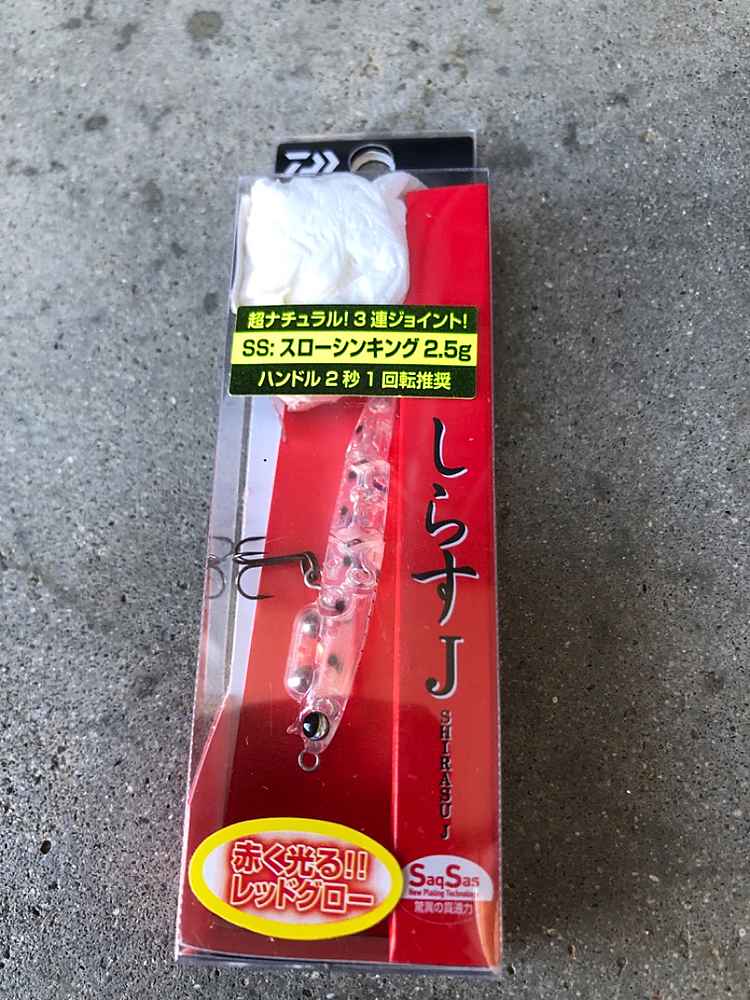 超ナチュラル!3連ジョイント!
SS:スローシンキング2.5g
ハンドル2秒1回転推奨
しらすJ
SHIRASU J
赤く光る!!
レッドグロー
SaqSas
New Plating Technology
驚異の貫通力